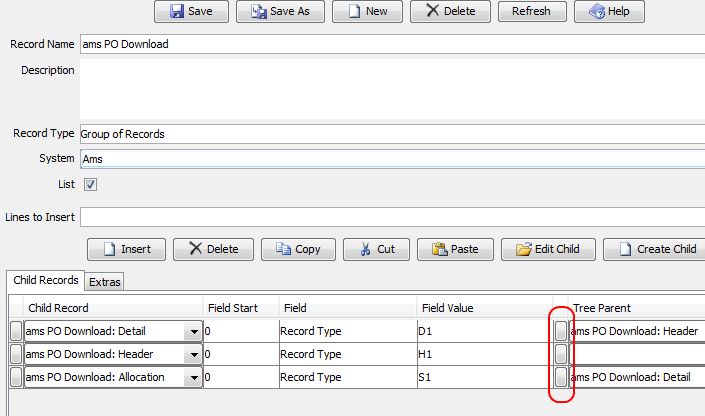 Save Save As New Delete Refresh Help
Record Name ams PO Download
Description
Record Type Group of Records
System Ams
List
Lines to Insert
Insert Delete Copy Cut Paste Edit Child Create Child
Child Records Extras
Child Record Field Start Field Field Value Tree Parent
ams PO Download: Detail 0 Record Type D1 ams PO Download: Header
ams PO Download: Header 0 Record Type H1
ams PO Download: Allocation 0 Record Type S1 ams PO Download: Detail